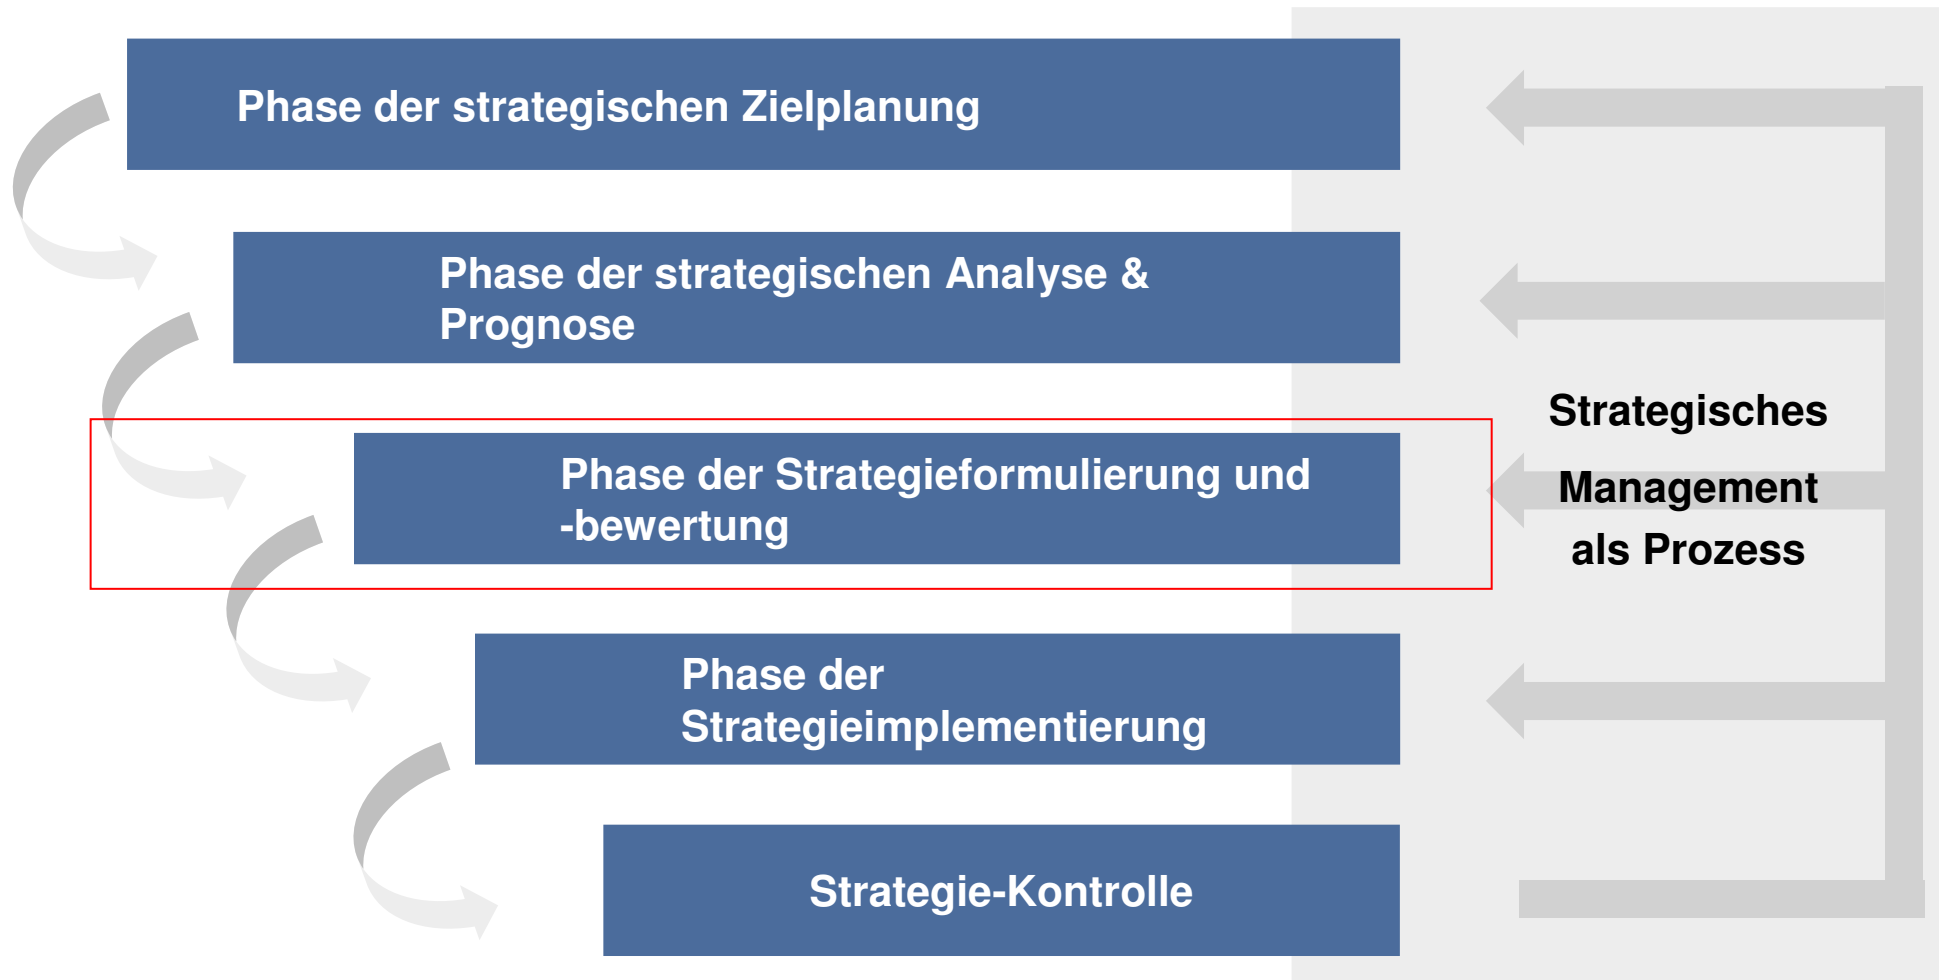 Phase der strategischen Zielplanung
Phase der strategischen Analyse &
Prognose
Strategisches
Management
als Prozess
Phase der Strategieformulierung und
-bewertung
Phase der
Strategieimplementierung
Strategie-Kontrolle